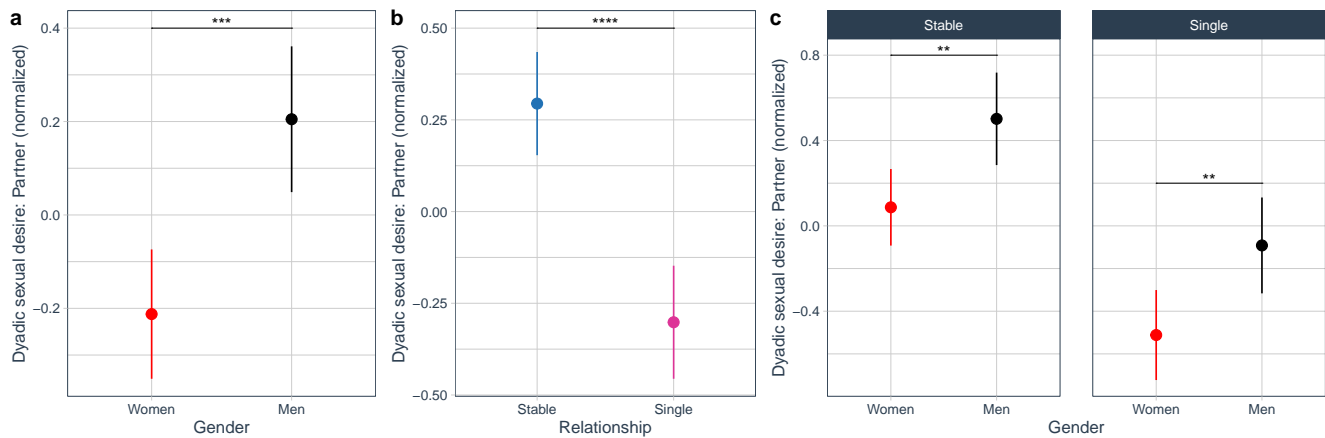 a
Dyadic sexual desire: Partner (normalized)
0.4
0.2
0.0
−0.2
***
Women
Men
Gender
b
Dyadic sexual desire: Partner (normalized)
0.50
0.25
0.00
−0.25
−0.50
****
Stable
Single
Relationship
c
Dyadic sexual desire: Partner (normalized)
0.8
0.4
0.0
−0.4
Stable
**
Women
Men
Single
**
Women
Men
Gender